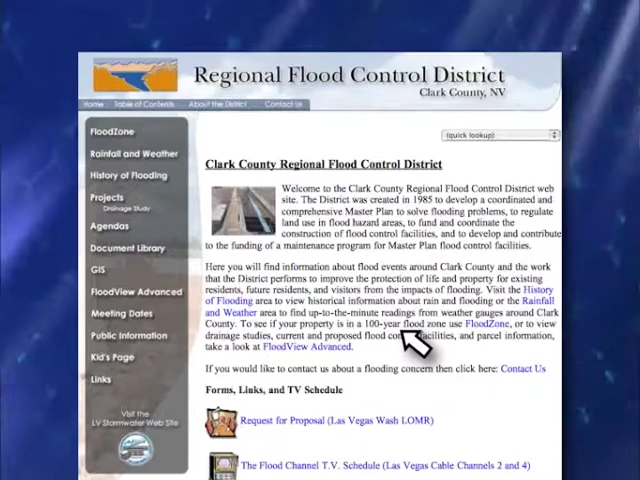 Regional Flood Control District
Clark County, NV
Home Table of Contents About the District Contact Us
FloodZone
Rainfall and Weather
History of Flooding
Projects
Drainage Study
Agendas
Document Library
GIS
FloodView Advanced
Meeting Dates
Public Information
Kid's Page
Links
Visit the
LV Stormwater Web Site
(quick lookup)
Clark County Regional Flood Control District
Welcome to the Clark County Regional Flood Control District web
site. The District was created in 1985 to develop a coordinated and
comprehensive Master Plan to solve flooding problems, to regulate
land use in flood hazard areas, to fund and coordinate the
construction of flood control facilities, and to develop and contribute
to the funding of a maintenance program for Master Plan flood control facilities.
Here you will find information about flood events around Clark County and the work
that the District performs to improve the protection of life and property for existing
residents, future residents, and visitors from the impacts of flooding. Visit the History
of Flooding area to view historical information about rain and flooding or the Rainfall
and Weather area to find up-to-the-minute readings from weather gauges around Clark
County. To see if your property is in a 100-year flood zone use FloodZone, or to view
drainage studies, current and proposed flood facilities, and parcel information,
take a look at FloodView Advanced.
If you would like to contact us about a flooding concern then click here: Contact Us
Forms, Links, and TV Schedule
Request for Proposal (Las Vegas Wash LOMR)
The Flood Channel T.V. Schedule (Las Vegas Cable Channels 2 and 4)